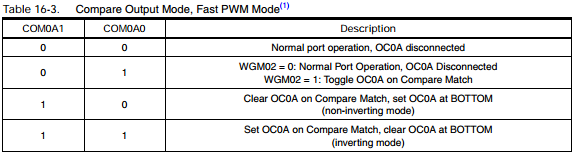 Table 16-3. Compare Output Mode, Fast PWM Mode(1)
COM0A1 COM0A0 Description
0 0 Normal port operation, OC0A disconnected
0 1 WGM02 = 0: Normal Port Operation, OC0A Disconnected
WGM02 = 1: Toggle OC0A on Compare Match
1 0 Clear OC0A on Compare Match, set OC0A at BOTTOM
(non-inverting mode)
1 1 Set OC0A on Compare Match, clear OC0A at BOTTOM
(inverting mode)